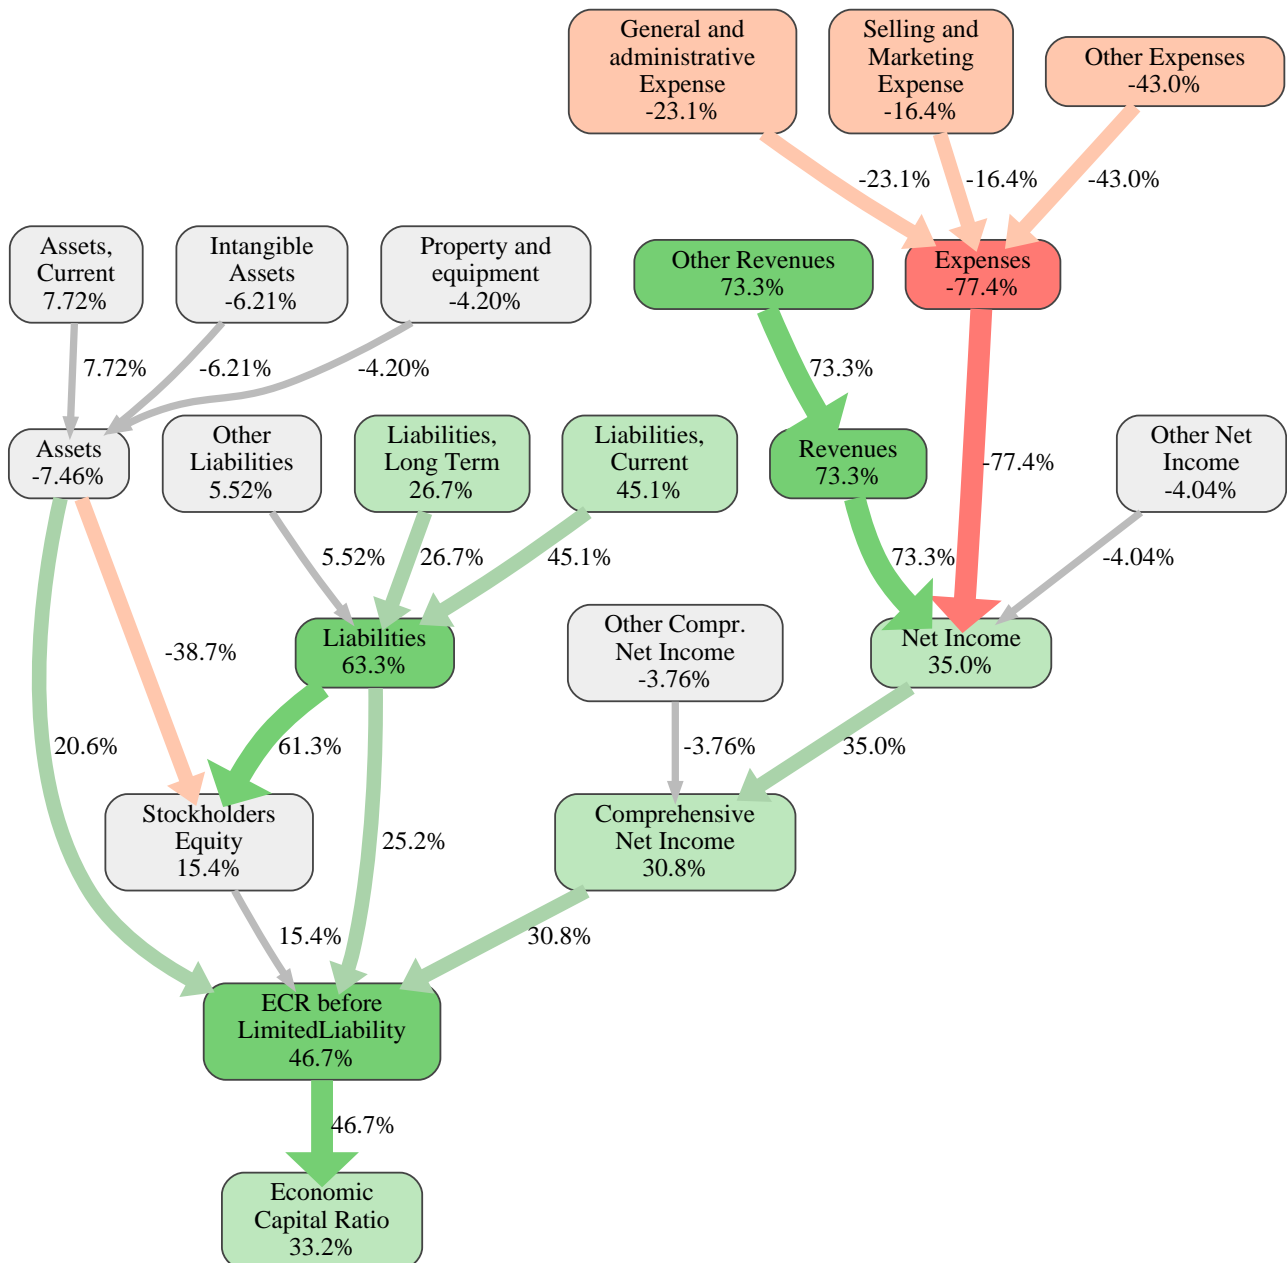 General and
administrative
Expense
-23.1%
Selling and
Marketing
Expense
-16.4%
Other Expenses
-43.0%
-23.1%
-16.4%
-43.0%
Assets,
Current
7.72%
Intangible
Assets
-6.21%
Property and
equipment
-4.20%
Other Revenues
73.3%
Expenses
-77.4%
7.72%
-6.21%
-4.20%
73.3%
Assets
-7.46%
Other
Liabilities
5.52%
Liabilities,
Long Term
26.7%
Liabilities,
Current
45.1%
Revenues
73.3%
-77.4%
Other Net
Income
-4.04%
5.52%
26.7%
45.1%
73.3%
-4.04%
-38.7%
Liabilities
63.3%
Other Compr.
Net Income
-3.76%
Net Income
35.0%
20.6%
61.3%
-3.76%
35.0%
Stockholders
Equity
15.4%
25.2%
Comprehensive
Net Income
30.8%
15.4%
30.8%
ECR before
LimitedLiability
46.7%
46.7%
Economic
Capital Ratio
33.2%